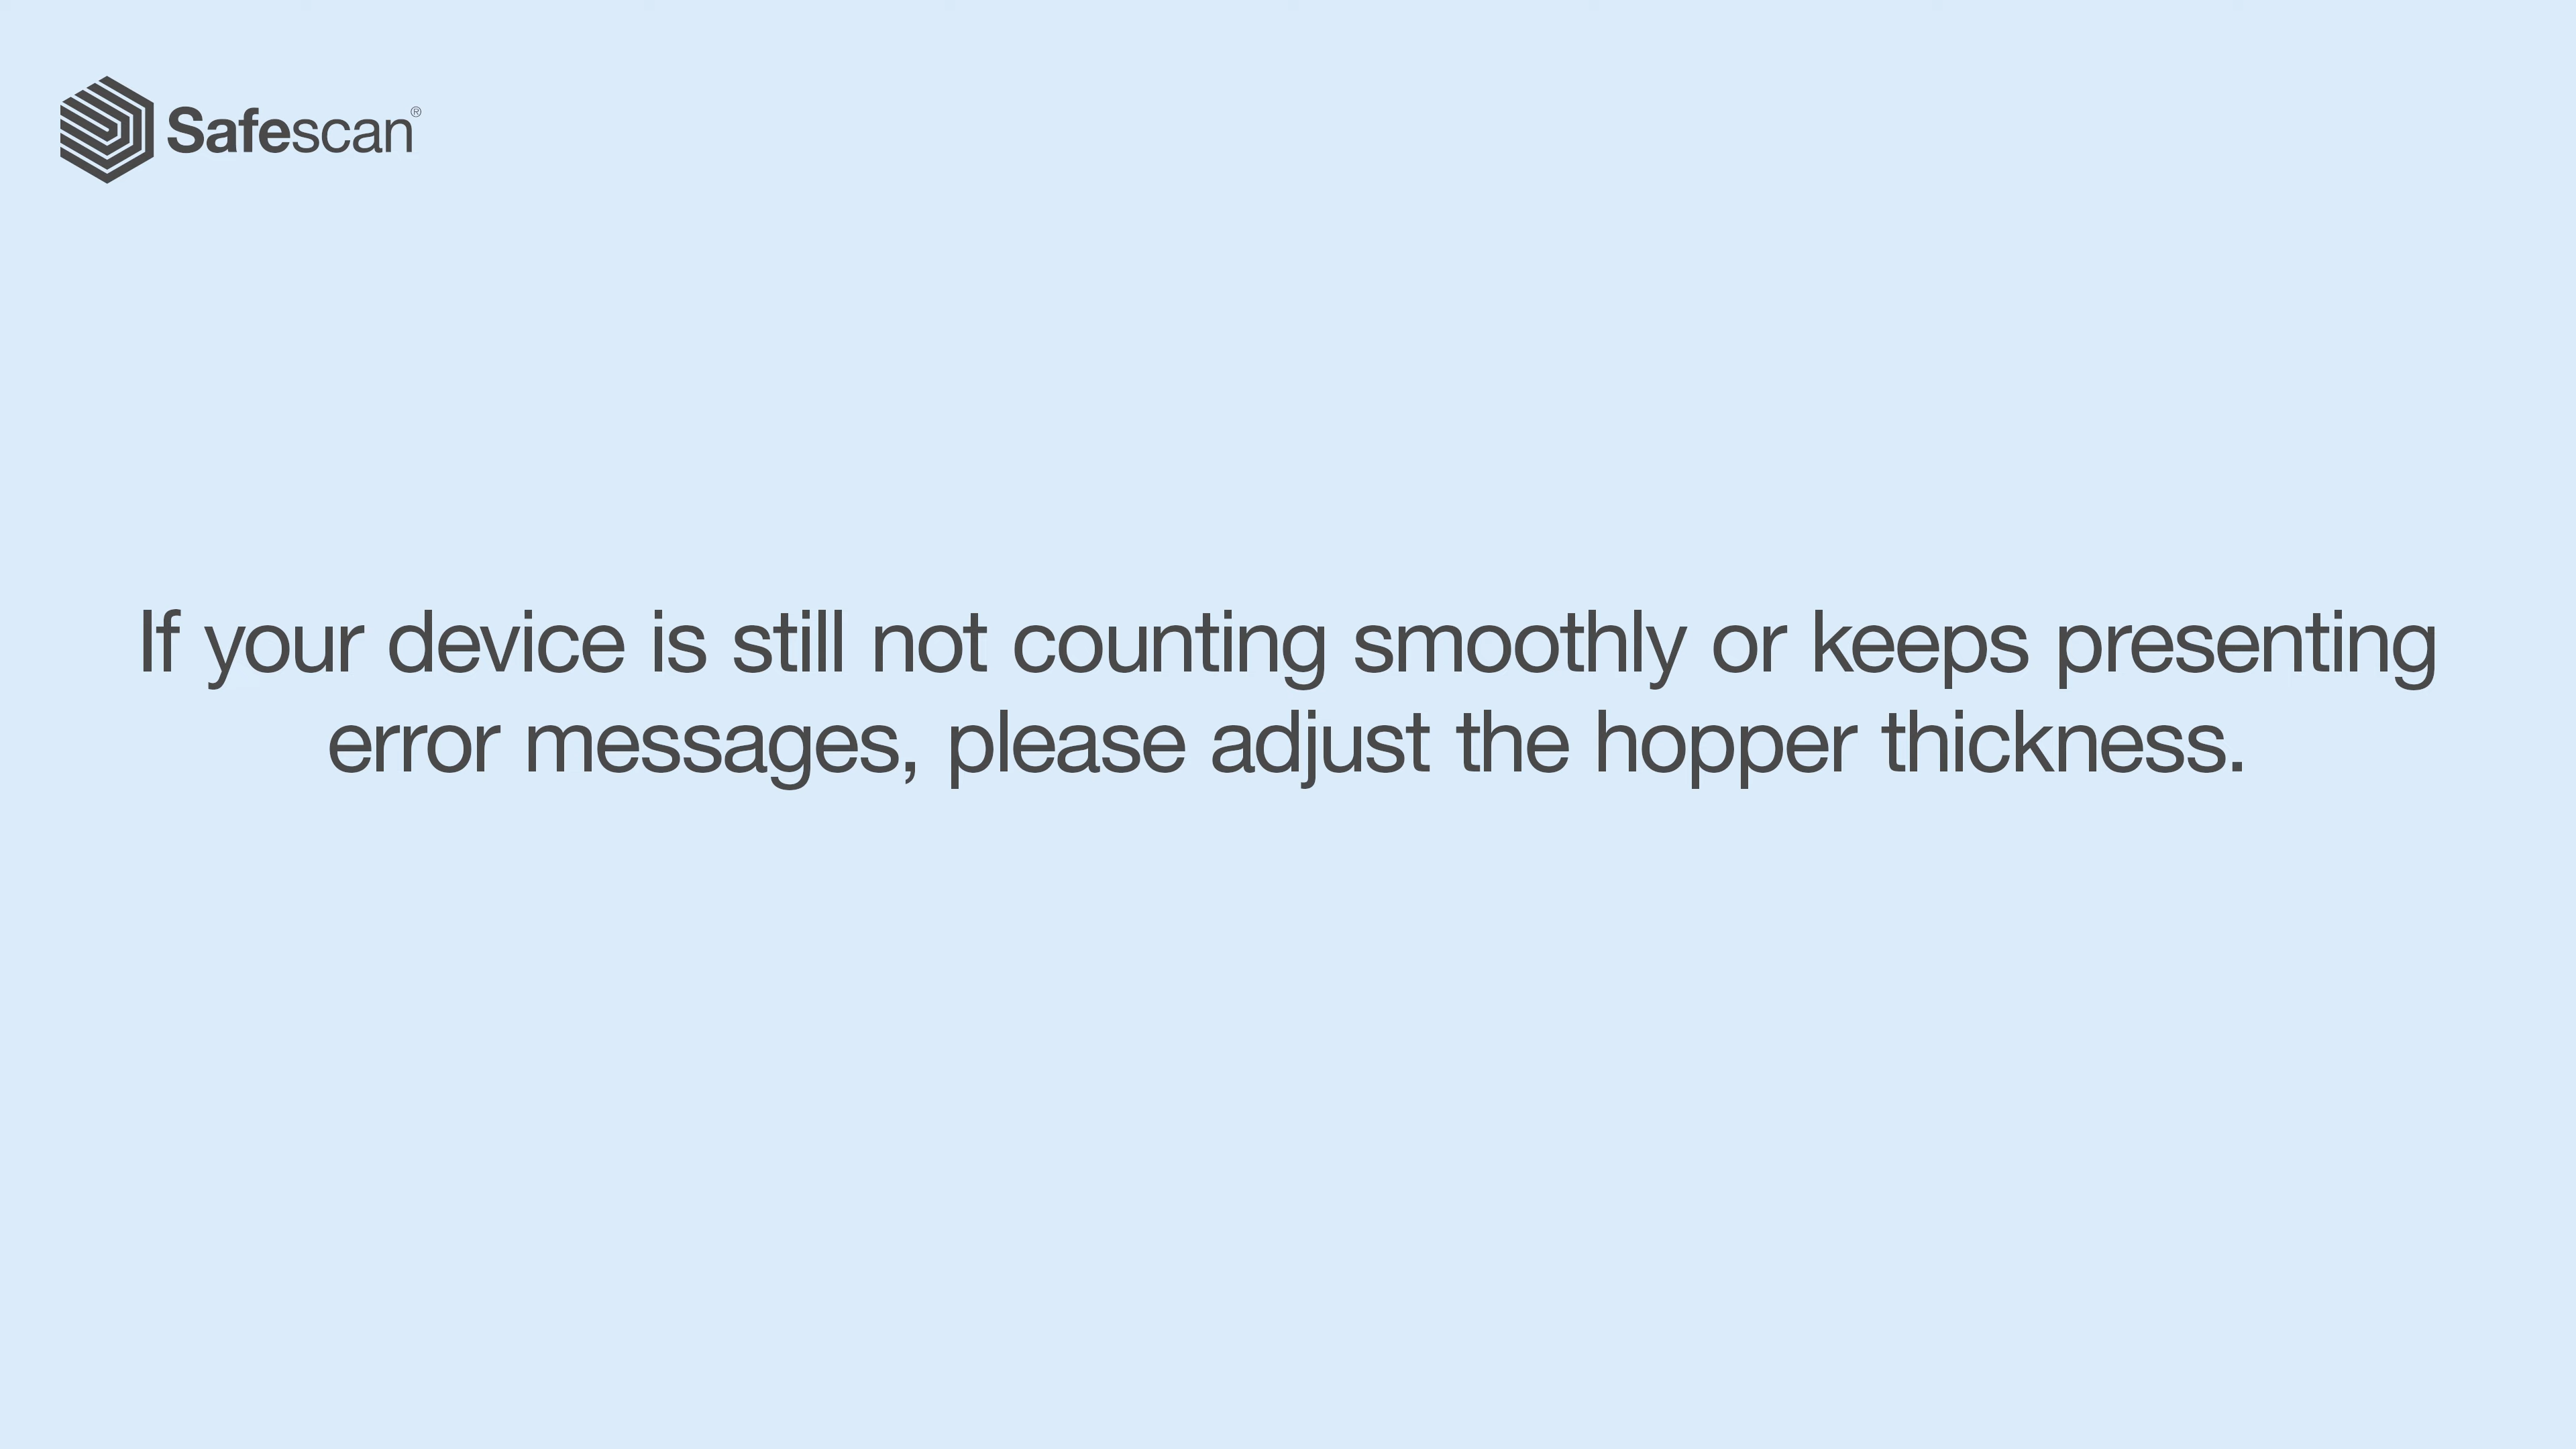 Safescan®
If your device is still not counting smoothly or keeps presenting
error messages, please adjust the hopper thickness.